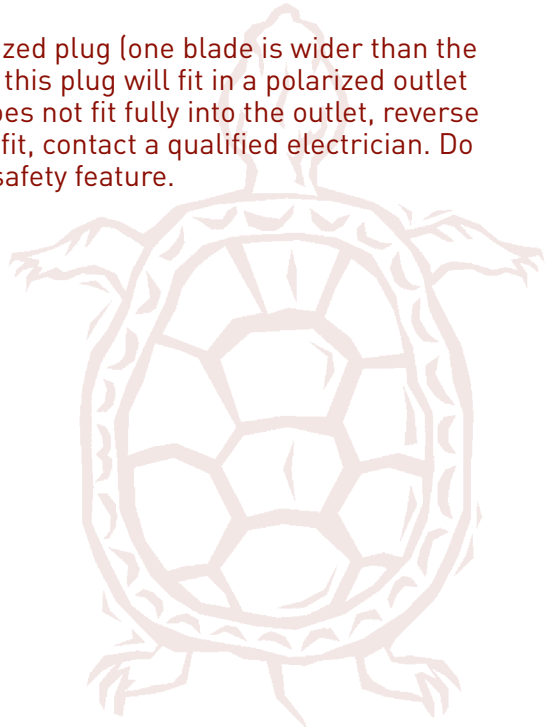 zed plug (one blade is wider than the
this plug will fit in a polarized outlet
oes not fit fully into the outlet, reverse
fit, contact a qualified electrician. Do
safety feature.